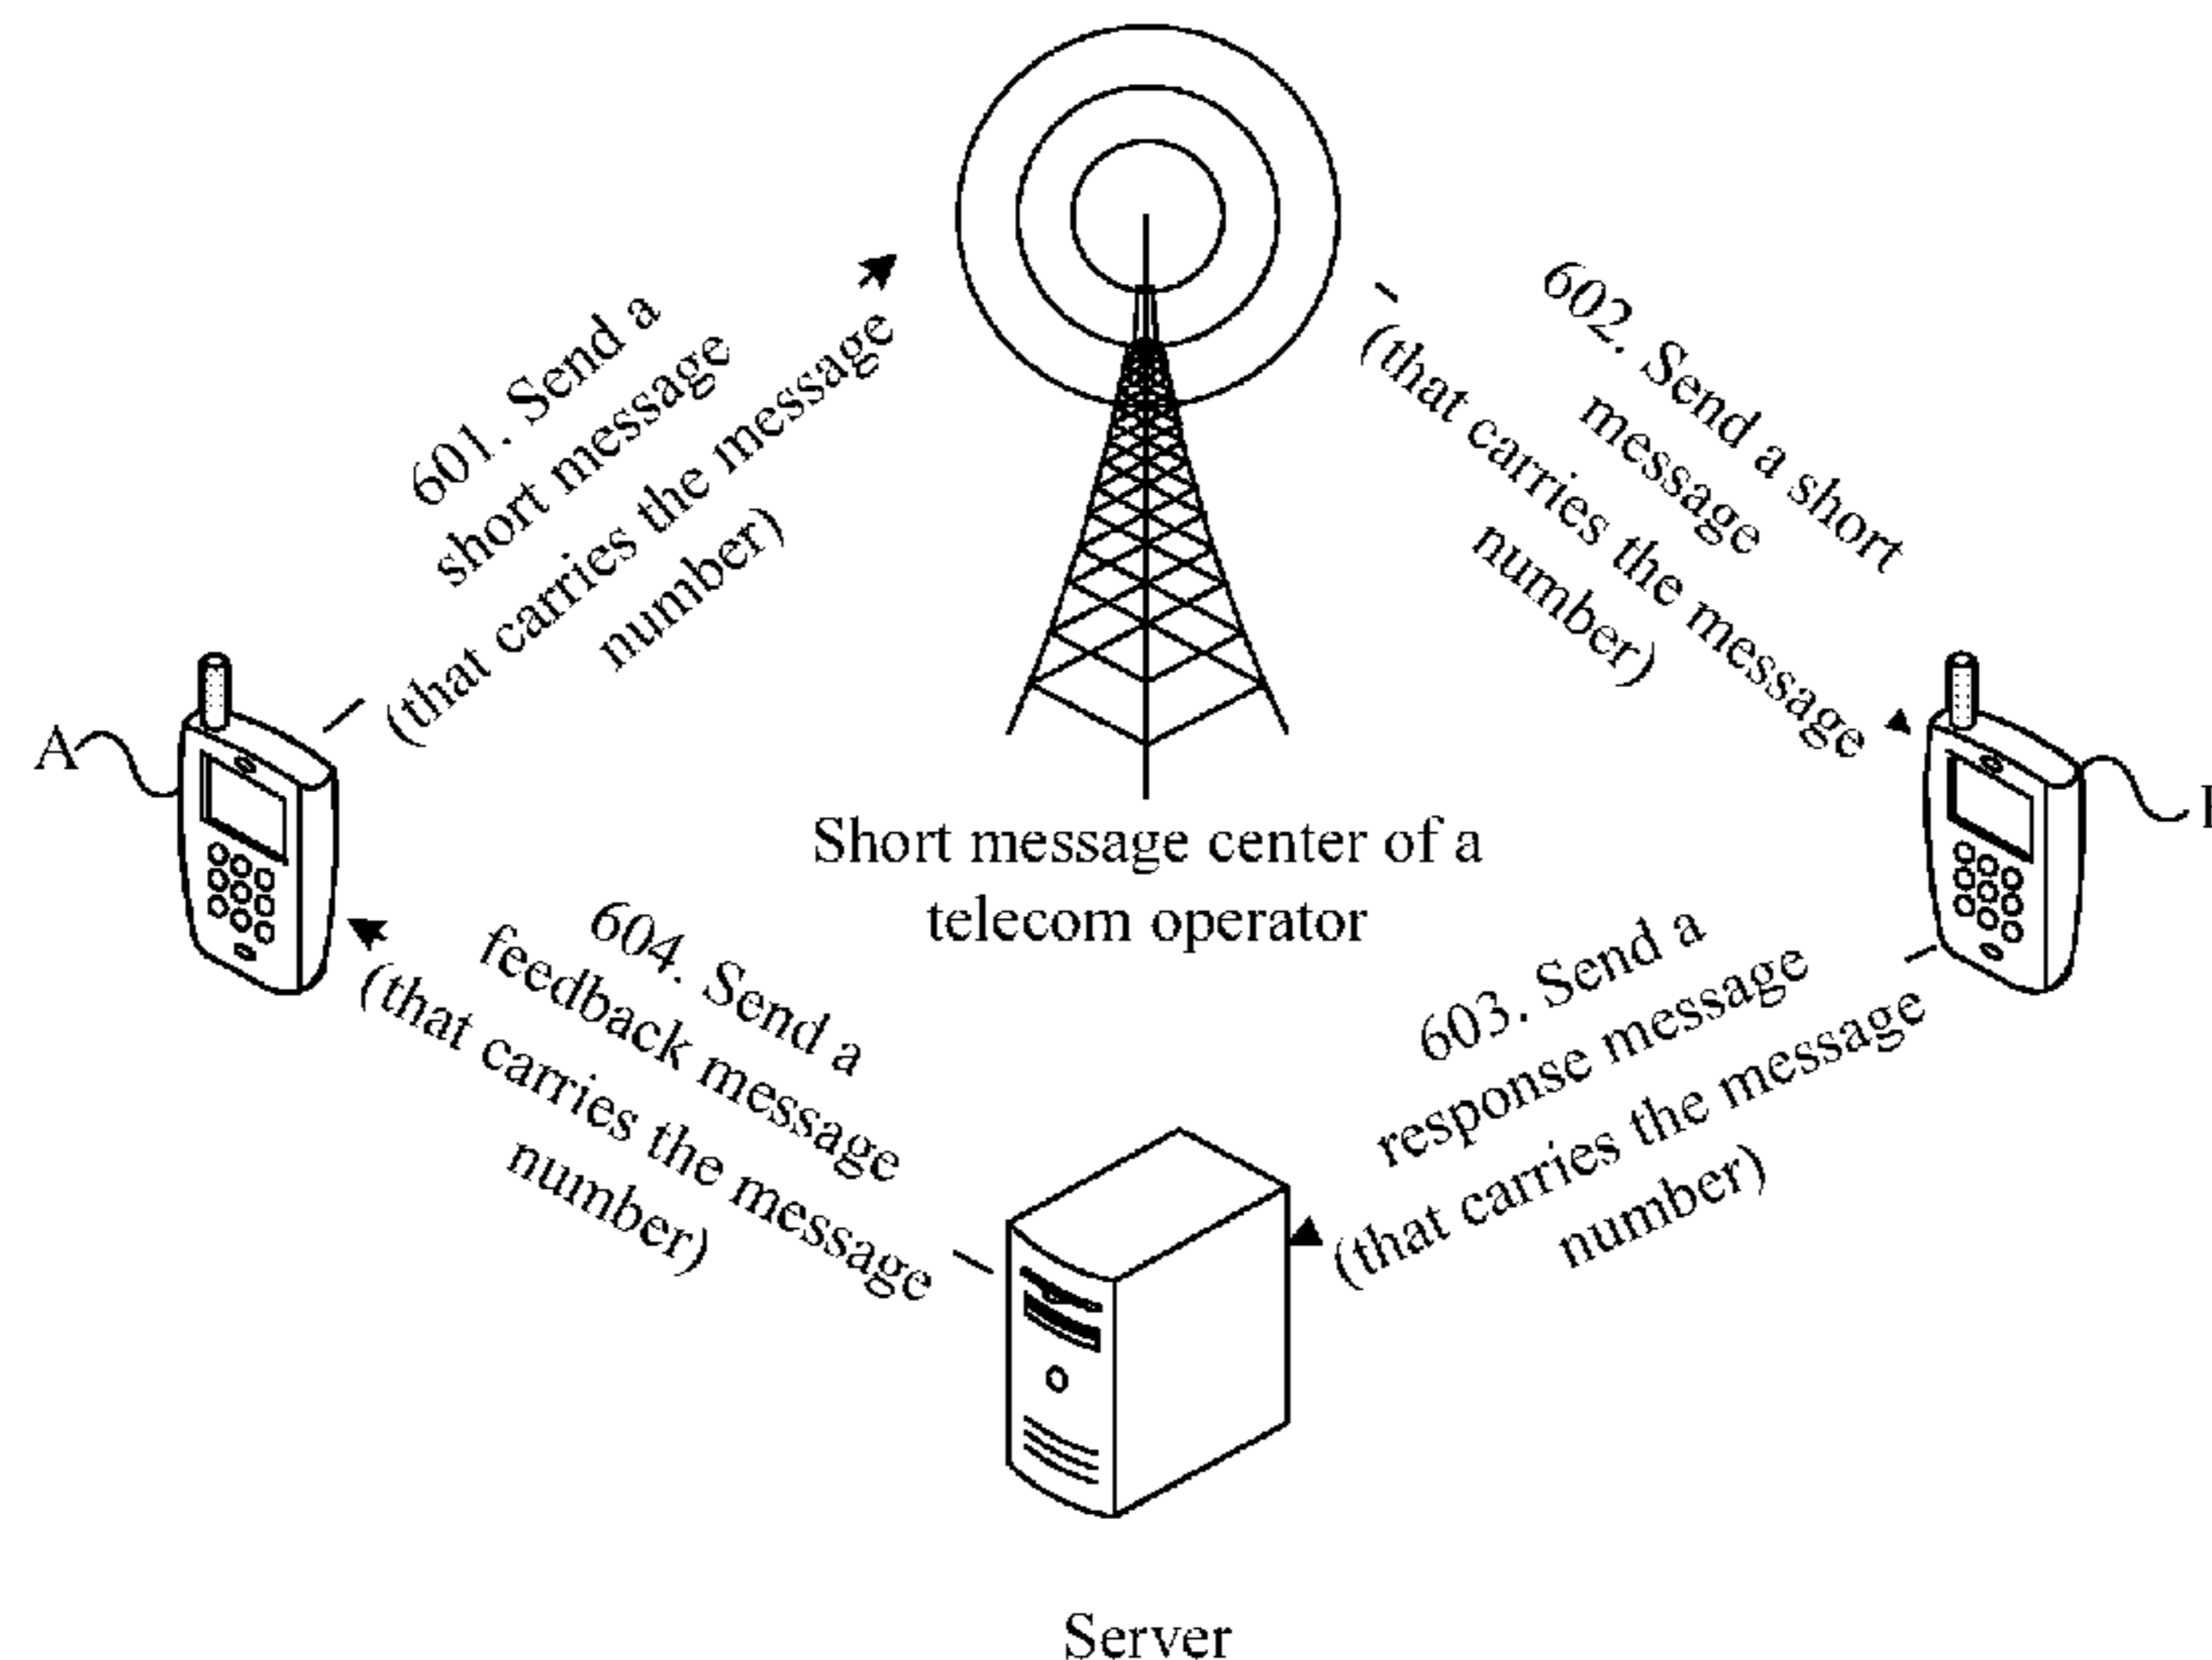 601. Send a
short message
(that carries the message
number)
602. Send a short
message
(that carries the message
number)
A
Short message center of a
telecom operator
604. Send a
feedback message
(that carries the message
number)
603. Send a
response message
(that carries the message
number)
Server